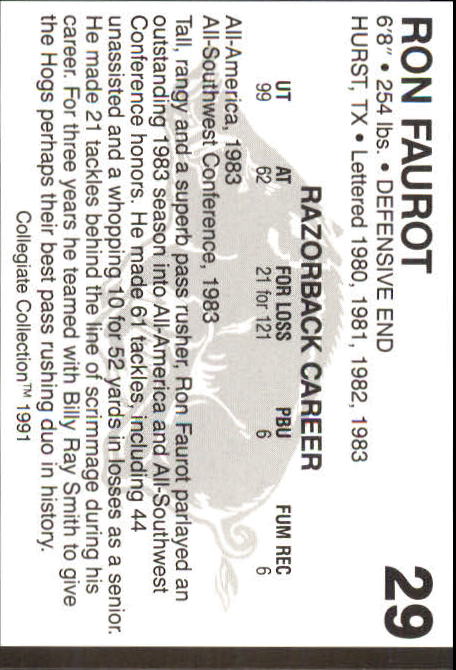 RON FAUROT 29
6'8" • 254 lbs. • DEFENSIVE END
HURST, TX • Lettered 1980, 1981, 1982, 1983
RAZORBACK CAREER
UT AT FOR LOSS PBU FUM REC
99 62 21 for 121 6 6
All-America, 1983
All-Southwest Conference, 1983
Tall, rangy and a superb pass rusher, Ron Faurot parlayed an
outstanding 1983 season into All-America and All-Southwest
Conference honors. He made 61 tackles, including 44
unassisted and a whopping 10 for 52 yards in losses as a senior.
He made 21 tackles behind the line of scrimmage during his
career. For three years he teamed with Billy Ray Smith to give
the Hogs perhaps their best pass rushing duo in history.
Collegiate Collection™ 1991